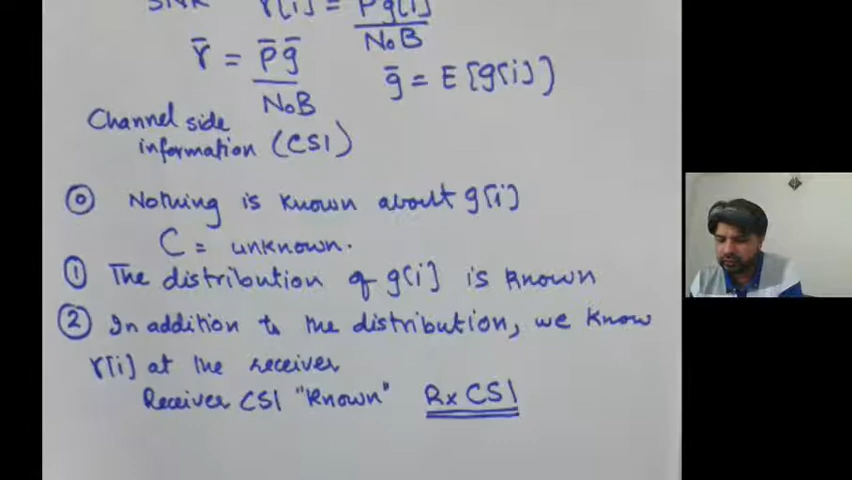 SNR γ[i] = P̄g[i] / N₀B
γ̄ = P̄ḡ / N₀B
ḡ = E[g[i]]
Channel side
information (CSI)
⓪ Nothing is known about g[i]
C = unknown.
① The distribution of g[i] is known
② In addition to the distribution, we know
γ[i] at the receiver
Receiver CSI "Known" Rx CSI